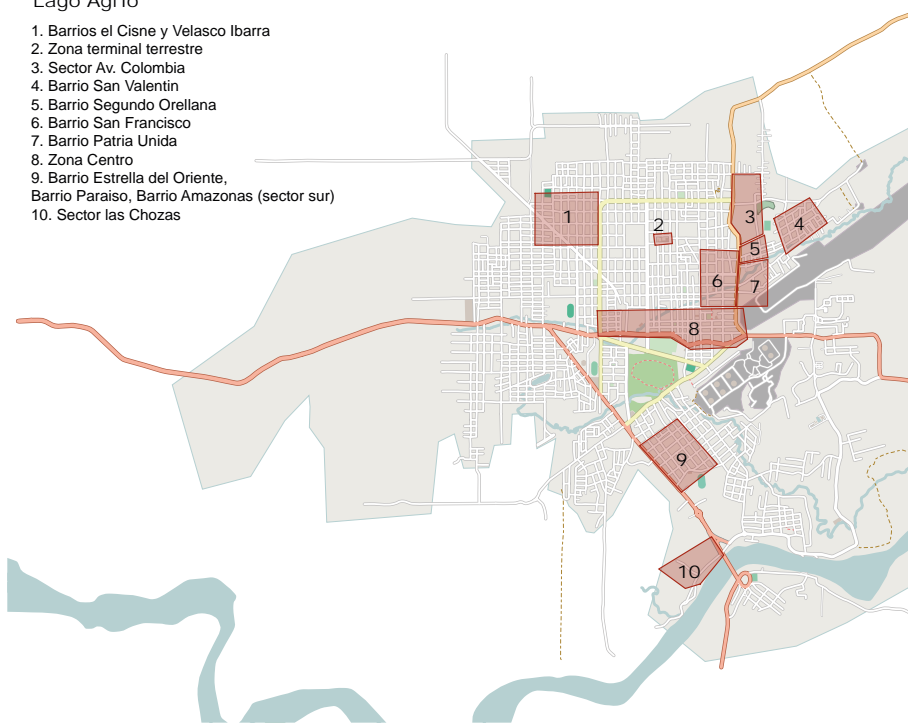 Lago Agrio
1. Barrios el Cisne y Velasco Ibarra
2. Zona terminal terrestre
3. Sector Av. Colombia
4. Barrio San Valentin
5. Barrio Segundo Orellana
6. Barrio San Francisco
7. Barrio Patria Unida
8. Zona Centro
9. Barrio Estrella del Oriente,
Barrio Paraiso, Barrio Amazonas (sector sur)
10. Sector las Chozas
1
2
3
4
5
6
7
8
9
10